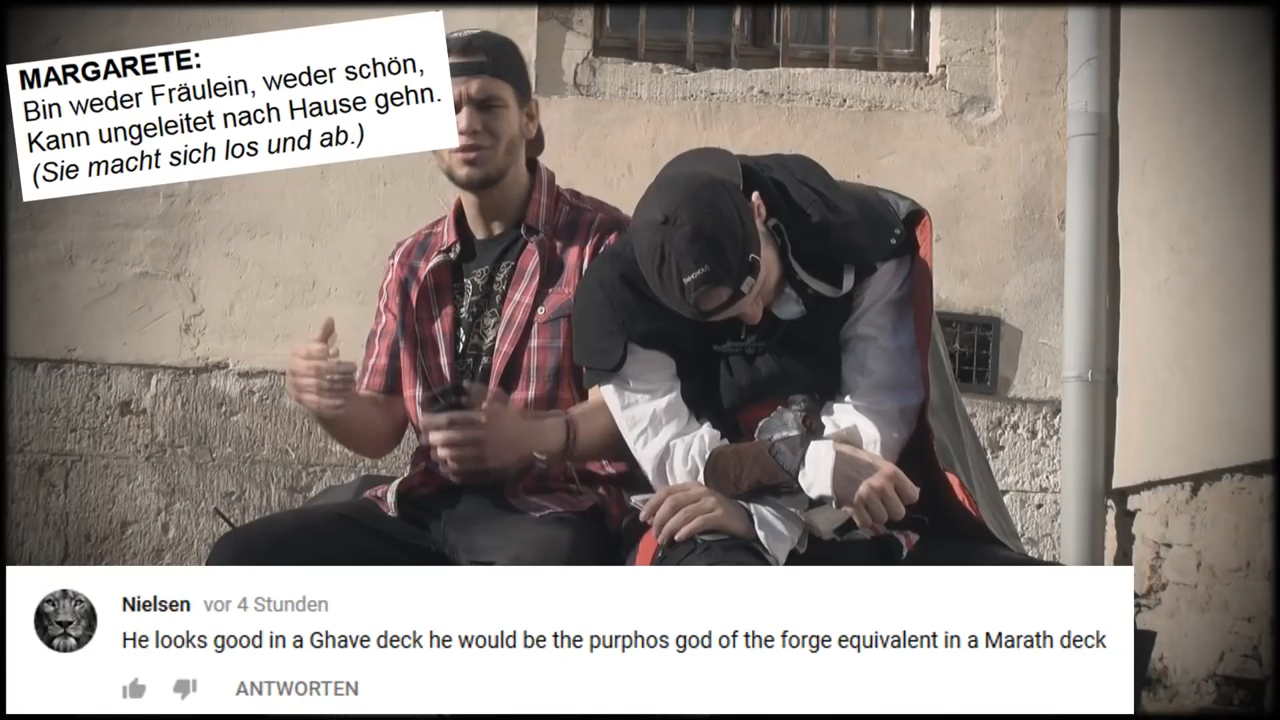 MARGARETE:
Bin weder Fräulein, weder schön,
Kann ungeleitet nach Hause gehn.
(Sie macht sich los und ab.)
Nielsen vor 4 Stunden
He looks good in a Ghave deck he would be the purphos god of the forge equivalent in a Marath deck
ANTWORTEN